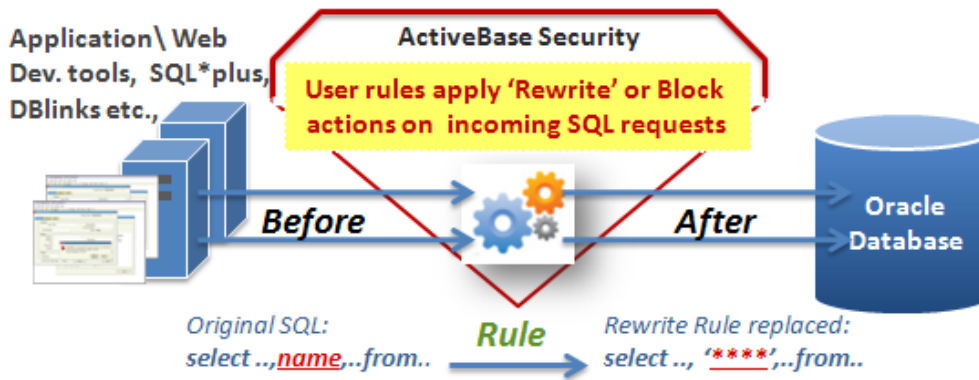 Application\ Web
Dev. tools, SQL*plus,
DBlinks etc.,
ActiveBase Security
User rules apply ‘Rewrite’ or Block
actions on incoming SQL requests
Before
After
Oracle
Database
Original SQL:
select ..,name,..from..
Rule
Rewrite Rule replaced:
select .., ‘****’,..from..